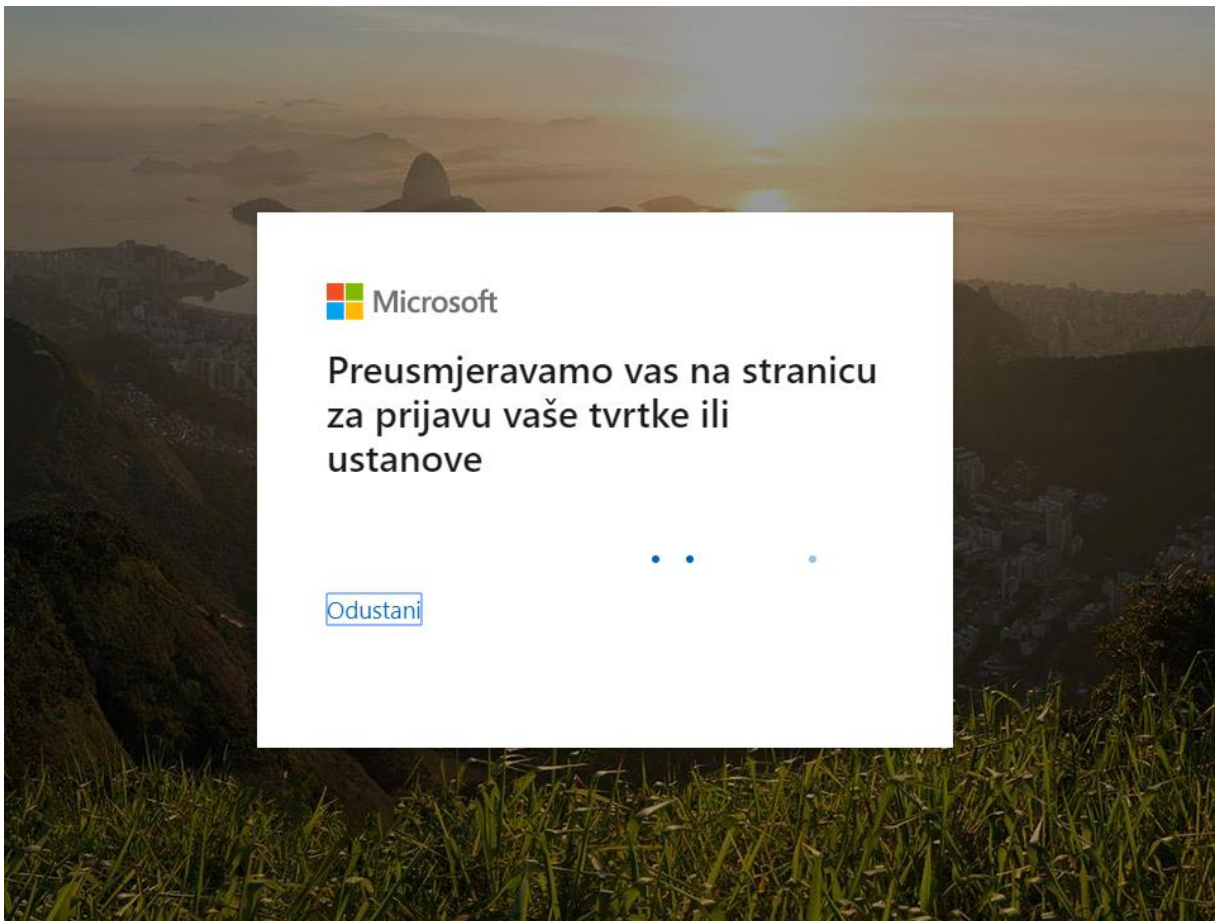 Microsoft
Preusmjeravamo vas na stranicu
za prijavu vaše tvrtke ili
ustanove
Odustani